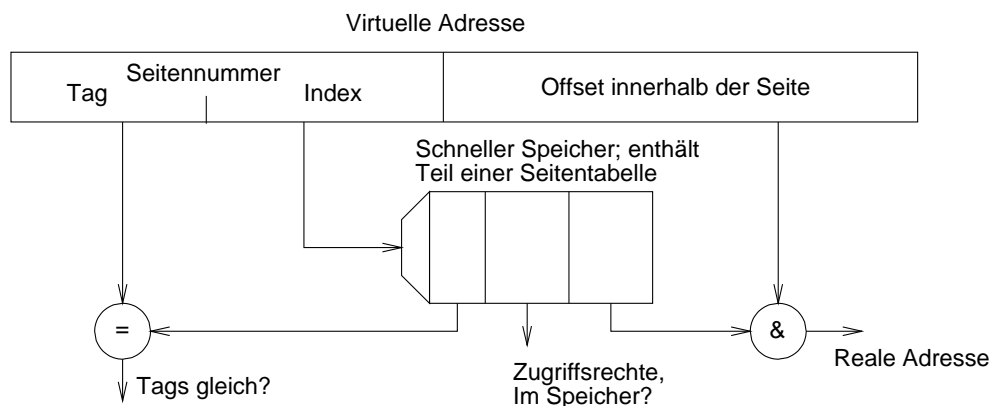 Virtuelle Adresse
Seitennummer
Tag
Index
Offset innerhalb der Seite
Schneller Speicher; enthält
Teil einer Seitentabelle
=
&
Reale Adresse
Tags gleich?
Zugriffsrechte,
Im Speicher?